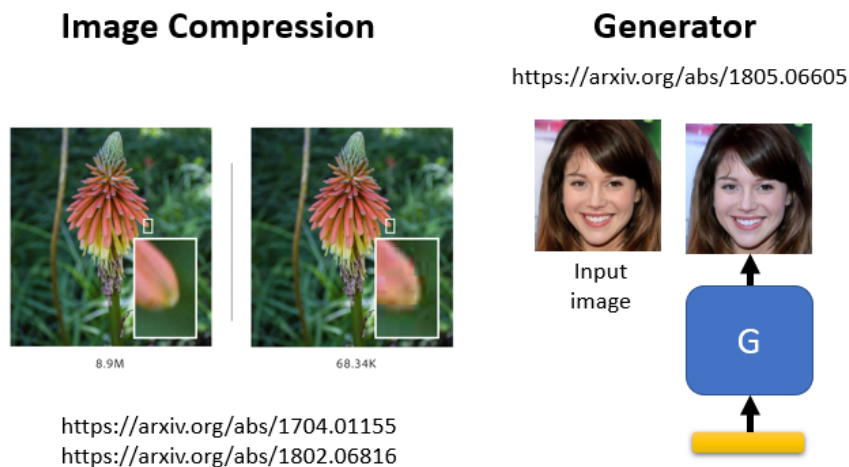 Image Compression
8.9M
68.34K
https://arxiv.org/abs/1704.01155
https://arxiv.org/abs/1802.06816
Generator
https://arxiv.org/abs/1805.06605
Input
image
G